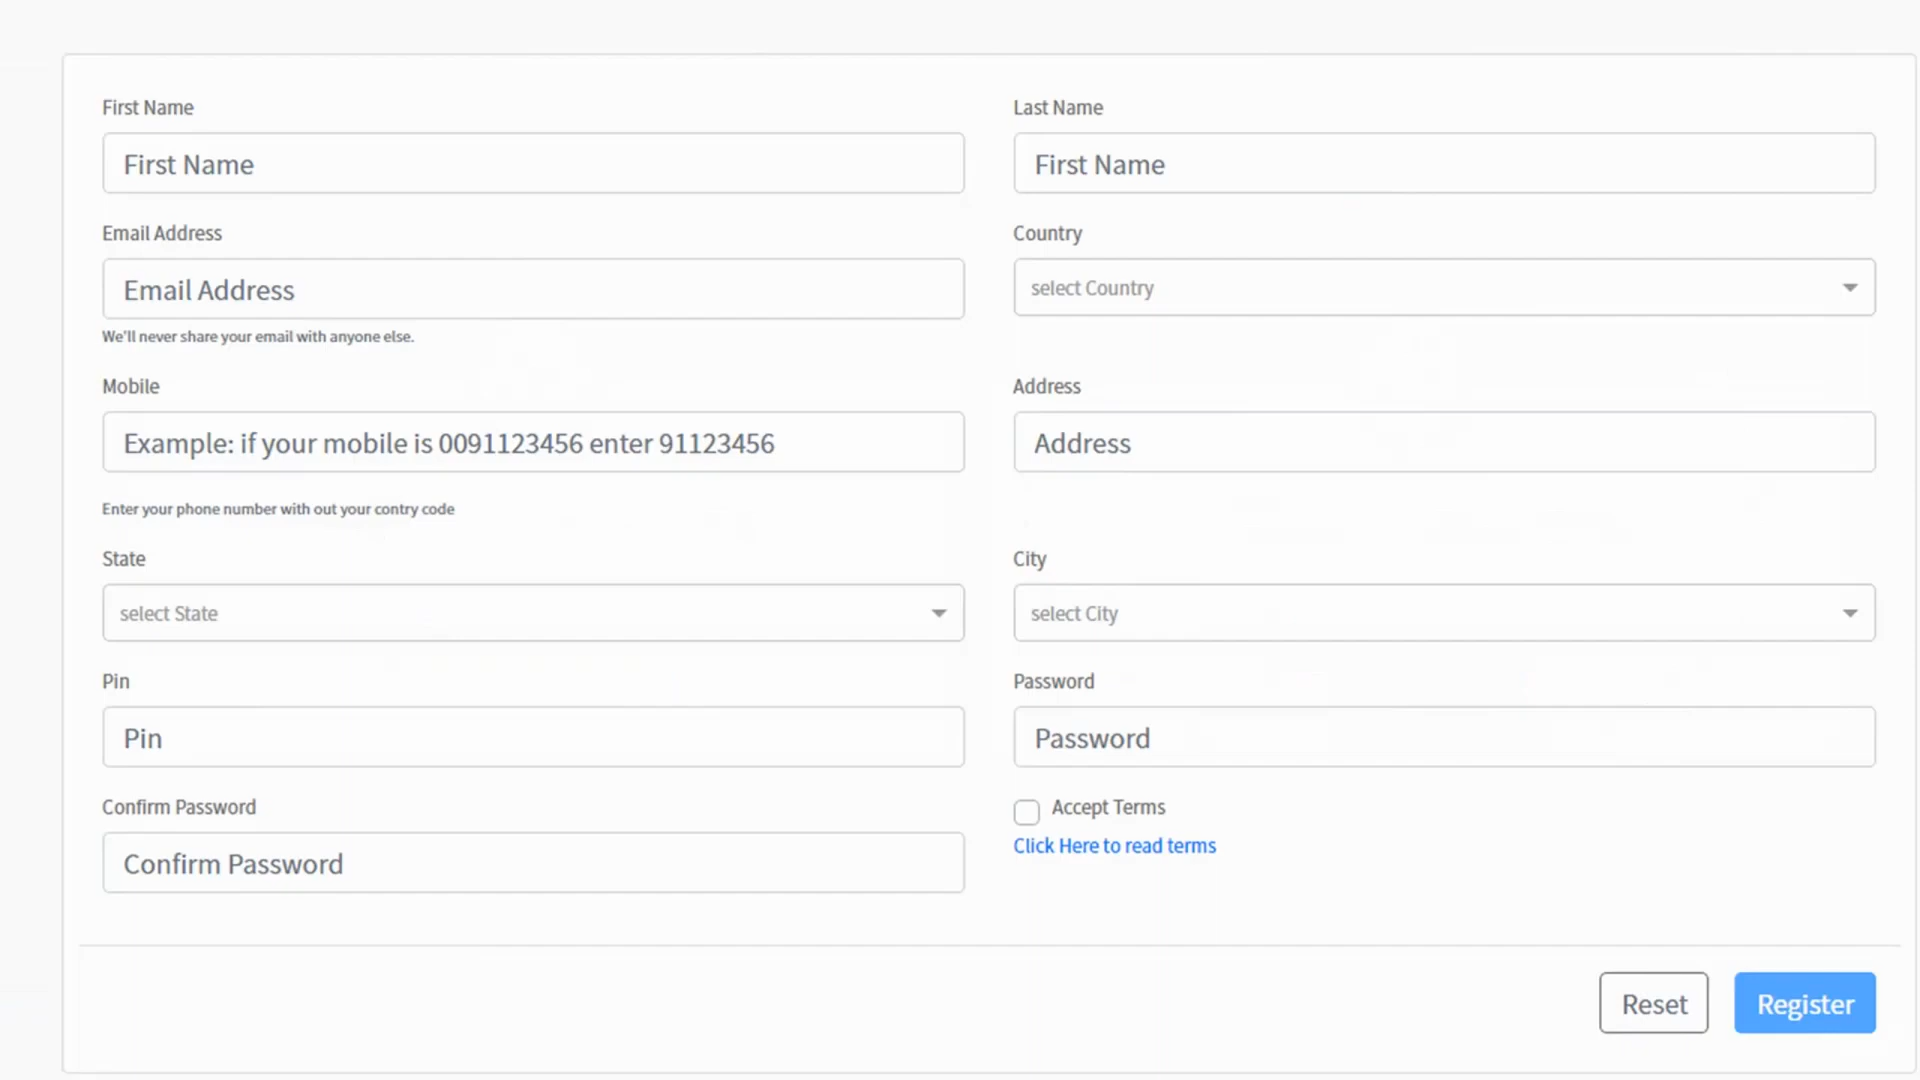 First Name
Last Name
First Name
First Name
Email Address
Country
Email Address
select Country
We'll never share your email with anyone else.
Mobile
Address
Example: if your mobile is 0091123456 enter 91123456
Address
Enter your phone number with out your contry code
State
City
select State
select City
Pin
Password
Pin
Password
Confirm Password
Accept Terms
Click Here to read terms
Confirm Password
Reset
Register